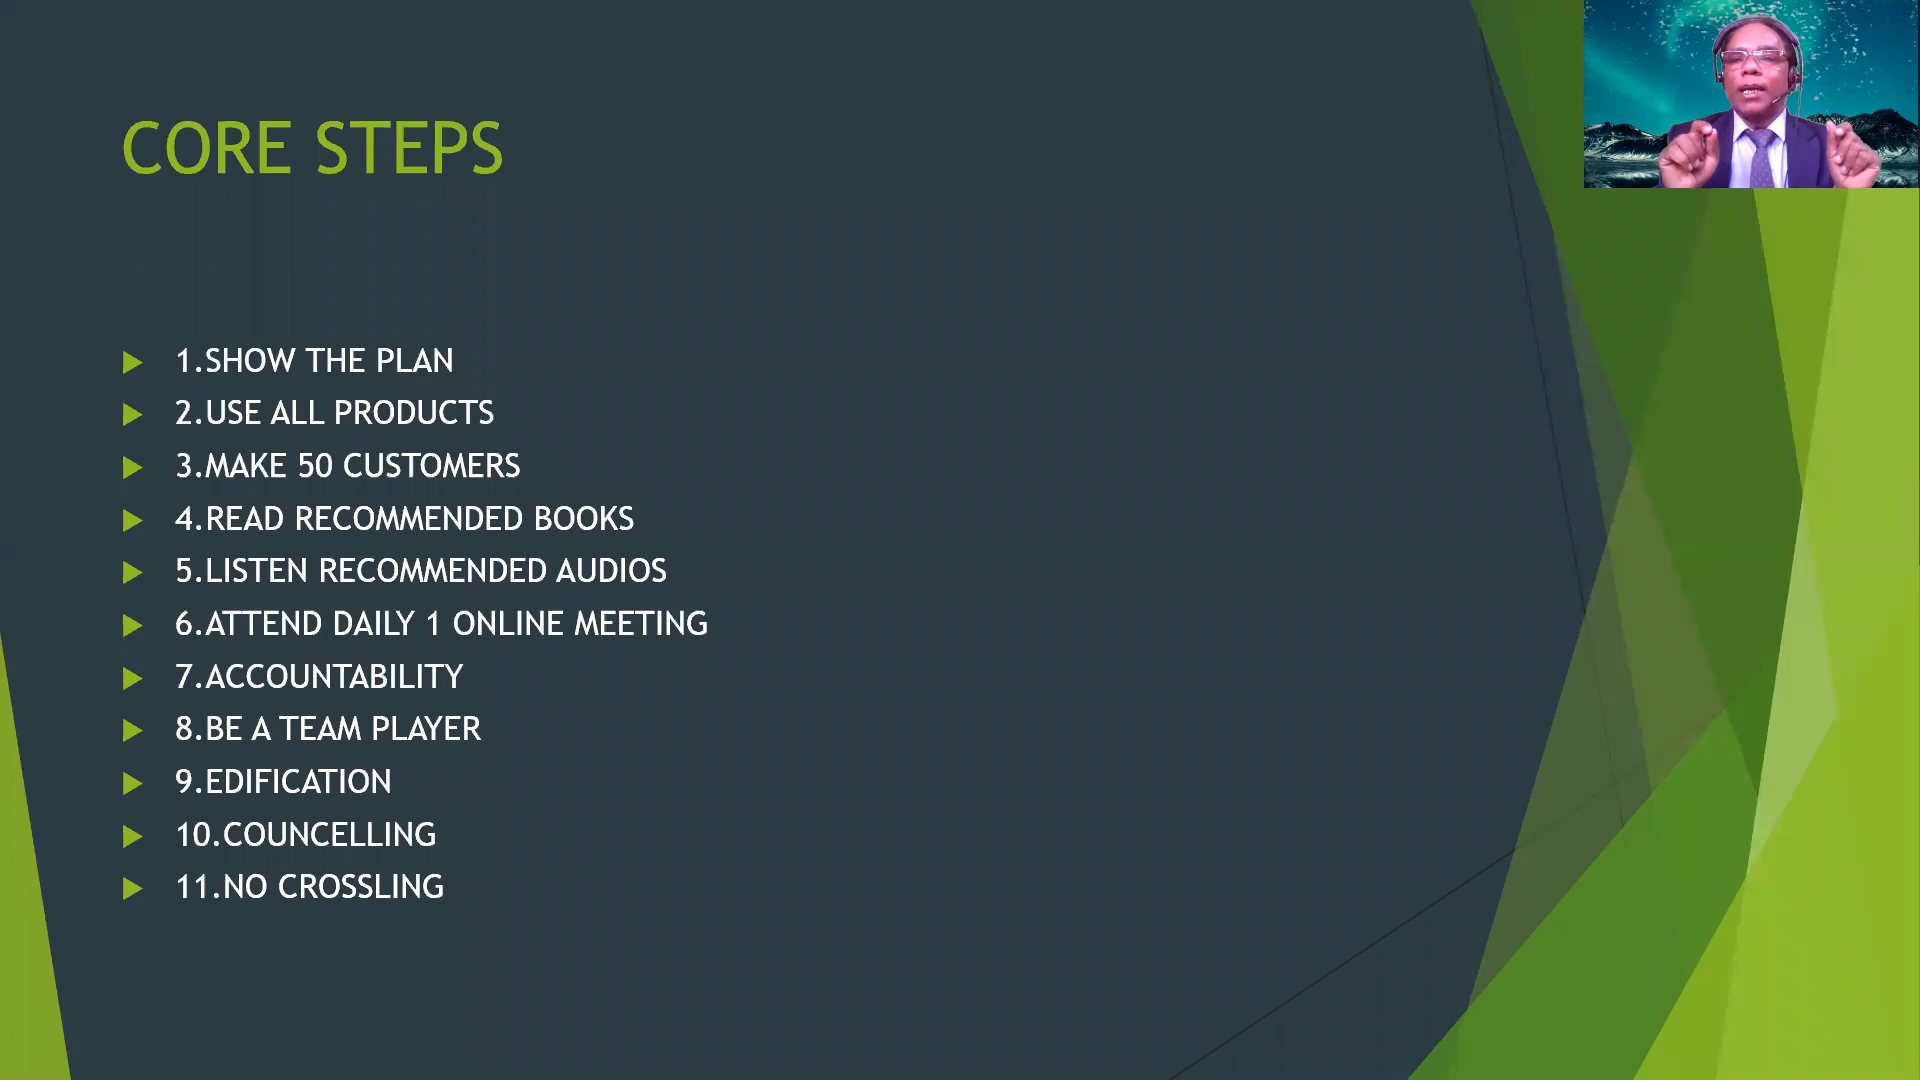 CORE STEPS
1.SHOW THE PLAN
2.USE ALL PRODUCTS
3.MAKE 50 CUSTOMERS
4.READ RECOMMENDED BOOKS
5.LISTEN RECOMMENDED AUDIOS
6.ATTEND DAILY 1 ONLINE MEETING
7.ACCOUNTABILITY
8.BE A TEAM PLAYER
9.EDIFICATION
10.COUNCELLING
11.NO CROSSLING